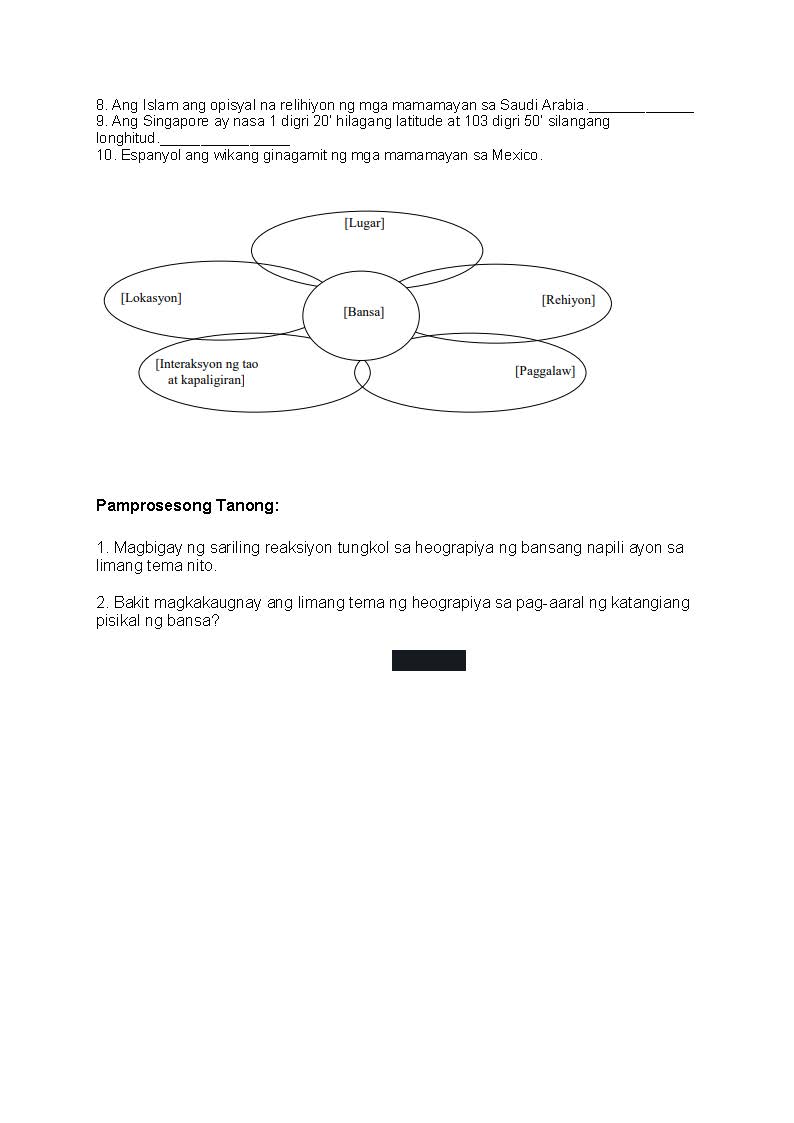 8. Ang Islam ang opisyal na relihiyon ng mga mamamayan sa Saudi Arabia._____________
9. Ang Singapore ay nasa 1 digri 20' hilagang latitude at 103 digri 50' silangang
longhitud.________________
10. Espanyol ang wikang ginagamit ng mga mamamayan sa Mexico.
[Lugar]
[Lokasyon]
[Rehiyon]
[Bansa]
[Interaksyon ng tao
at kapaligiran]
[Paggalaw]
Pamprosesong Tanong:
1. Magbigay ng sariling reaksiyon tungkol sa heograpiya ng bansang napili ayon sa
limang tema nito.
2. Bakit magkakaugnay ang limang tema ng heograpiya sa pag-aaral ng katangiang
pisikal ng bansa?